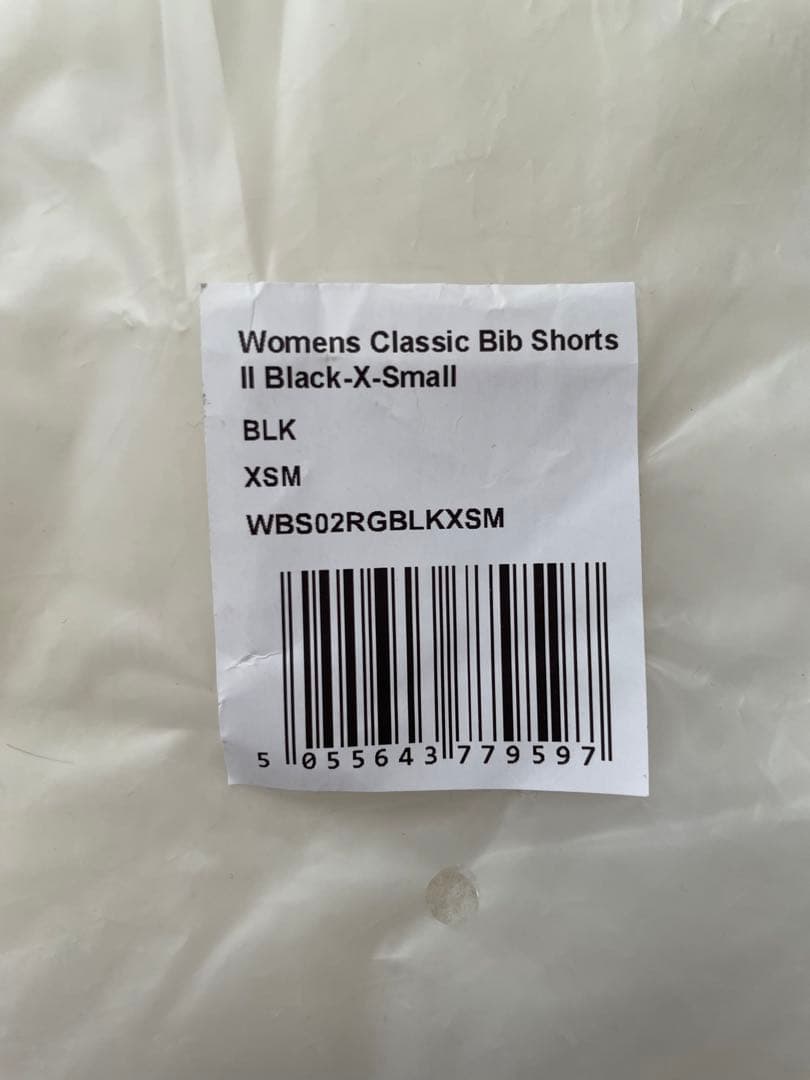 Womens Classic Bib Shorts
II Black-X-Small
BLK
XSM
WBS02RGBLKXSM
5 055643 779597